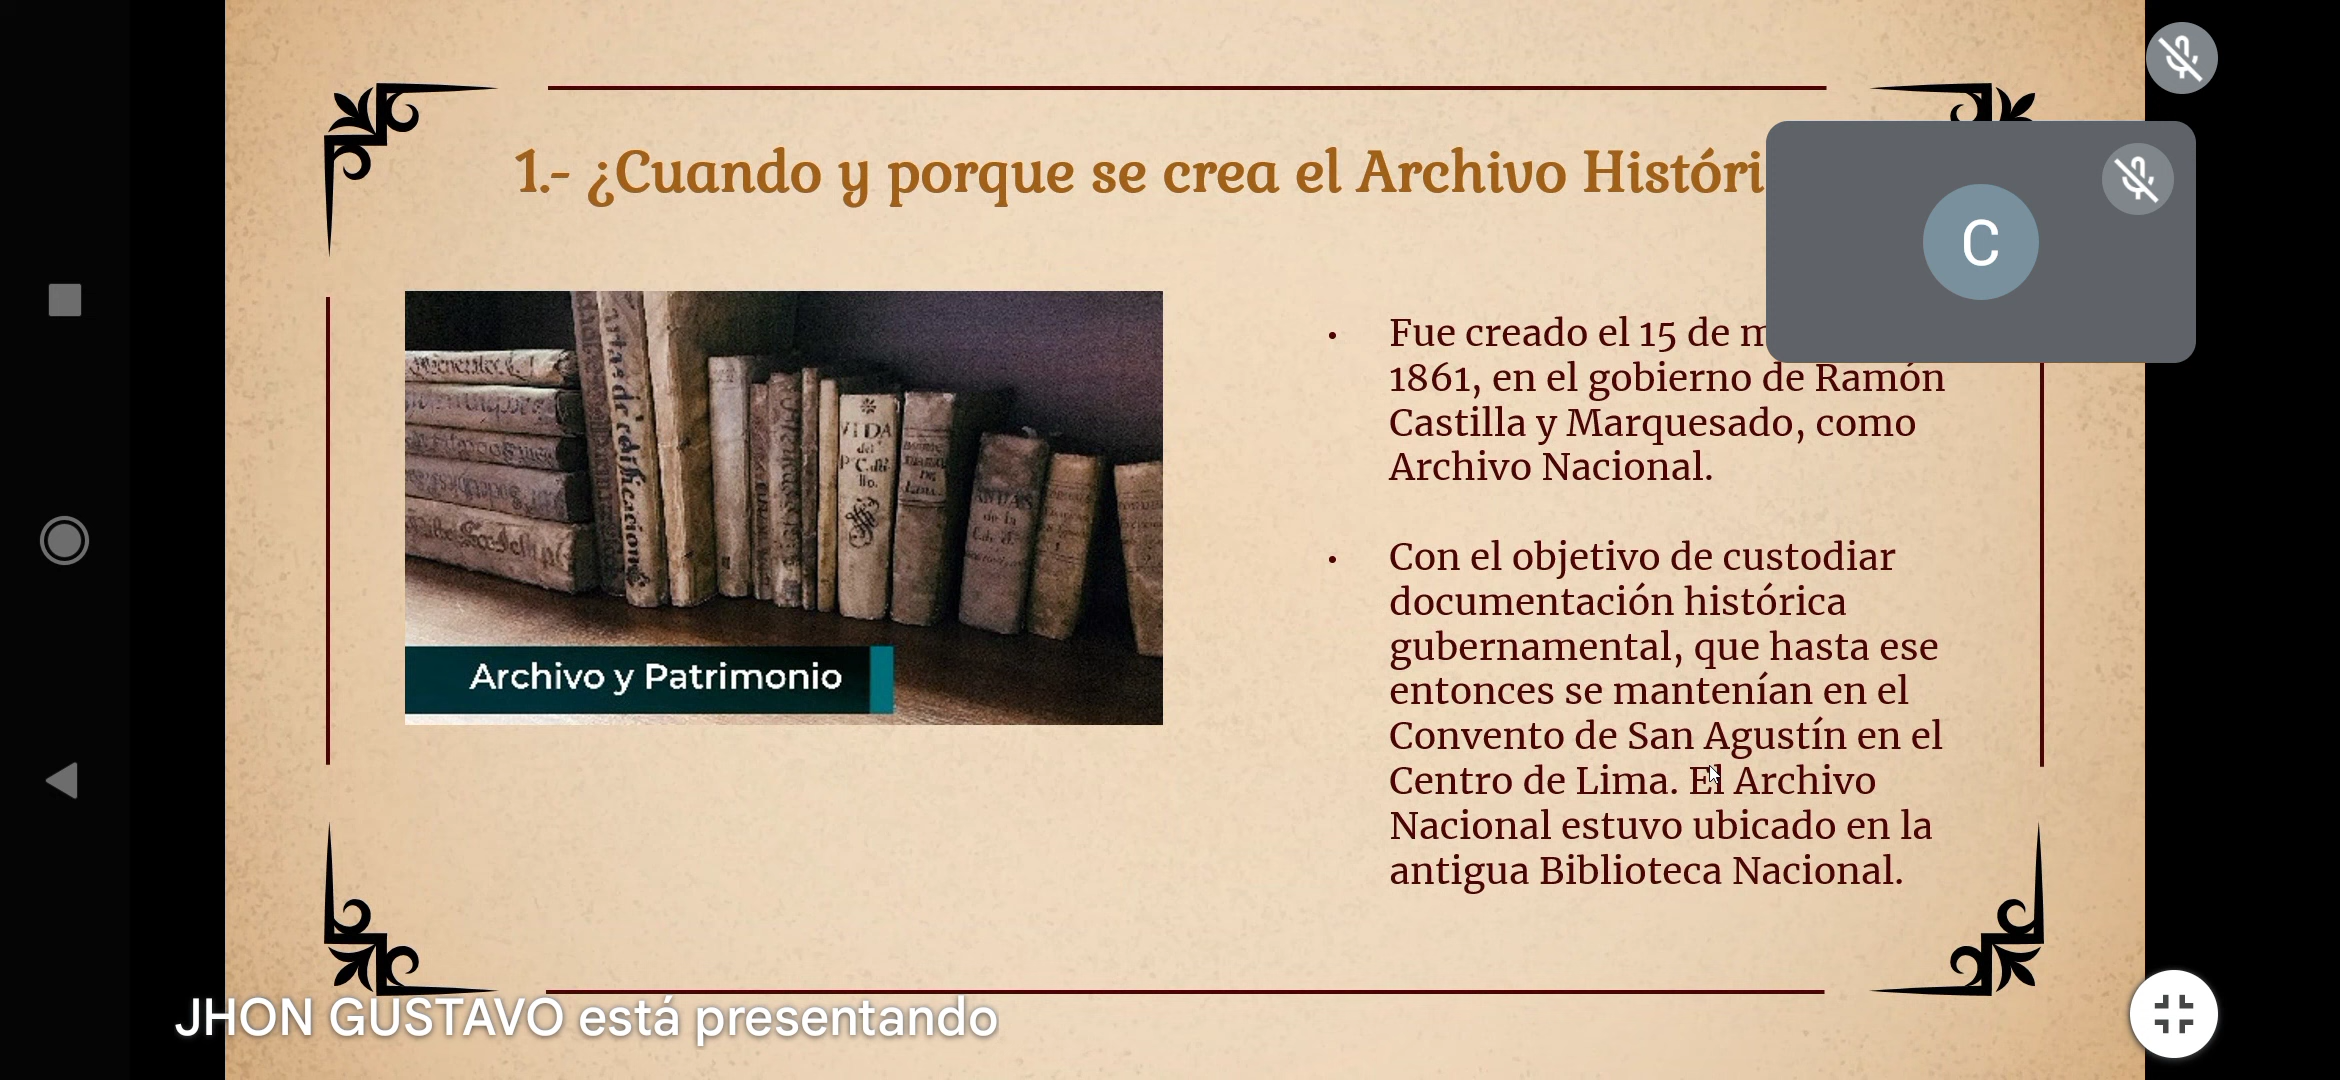 1.- ¿Cuando y porque se crea el Archivo Históri
C
Fue creado el 15 de m
1861, en el gobierno de Ramón
Castilla y Marquesado, como
Archivo Nacional.
Con el objetivo de custodiar
documentación histórica
gubernamental, que hasta ese
entonces se mantenían en el
Convento de San Agustín en el
Centro de Lima. El Archivo
Nacional estuvo ubicado en la
antigua Biblioteca Nacional.
VIDA
del
Archivo y Patrimonio
JHON GUSTAVO está presentando